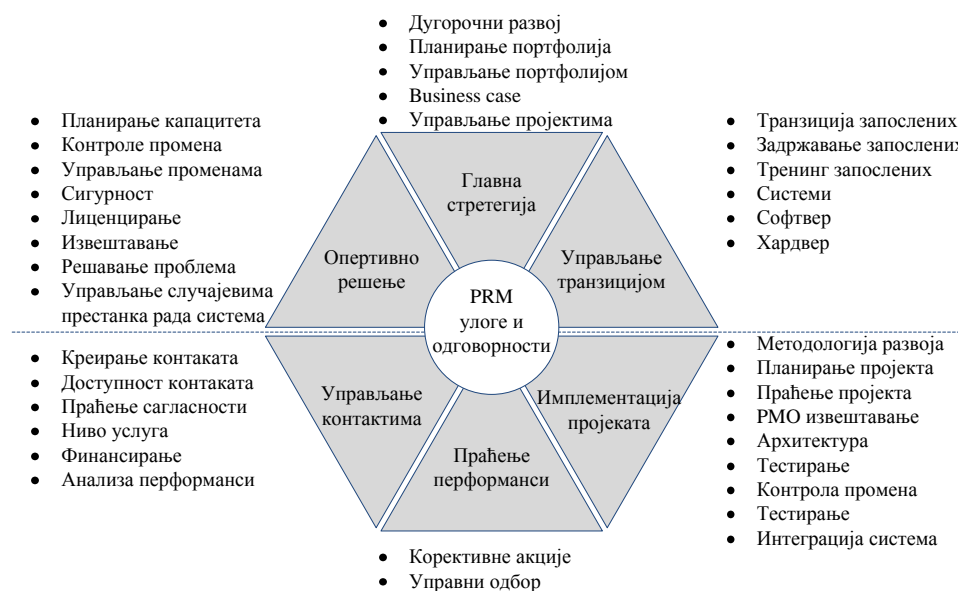 Дугорочни развој
Планирање портфолија
Управљање портфолијом
Business case
Управљање пројектима
Планирање капацитета
Контроле промена
Управљање променама
Сигурност
Лиценцирање
Извештавање
Решавање проблема
Управљање случајевима
престанка рада система
Транзиција запослених
Задржавање запослених
Тренинг запослених
Системи
Софтвер
Хардвер
Главна
стретегија
Опертивно
решење
Управљање
транзицијом
PRM
улоге и
одговорности
Управљање
контактима
Имплементација
пројеката
Праћење
перформанси
Креирање контаката
Доступност контаката
Праћење сагласности
Ниво услуга
Финансирање
Анализа перформанси
Методологија развоја
Планирање пројекта
Праћење пројекта
РМО извештавање
Архитектура
Тестирање
Контрола промена
Тестирање
Интеграција система
Корективне акције
Управни одбор